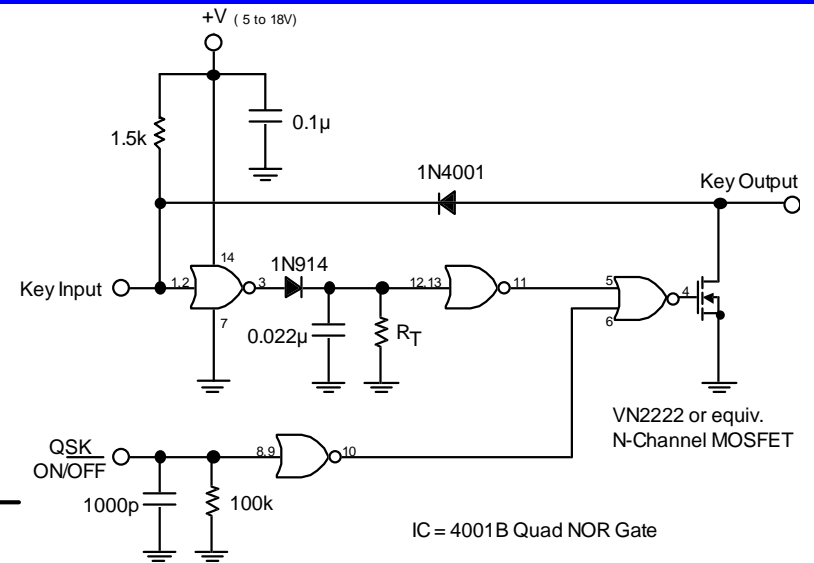 +V ( 5 to 18V)
0.1µ
1.5k
1N4001
Key Output
14
1N914
Key Input
1,2
3
12,13
11
5
4
7
0.022µ
RT
6
VN2222 or equiv.
N-Channel MOSFET
QSK
ON/OFF
8,9
10
1000p
100k
IC = 4001B Quad NOR Gate